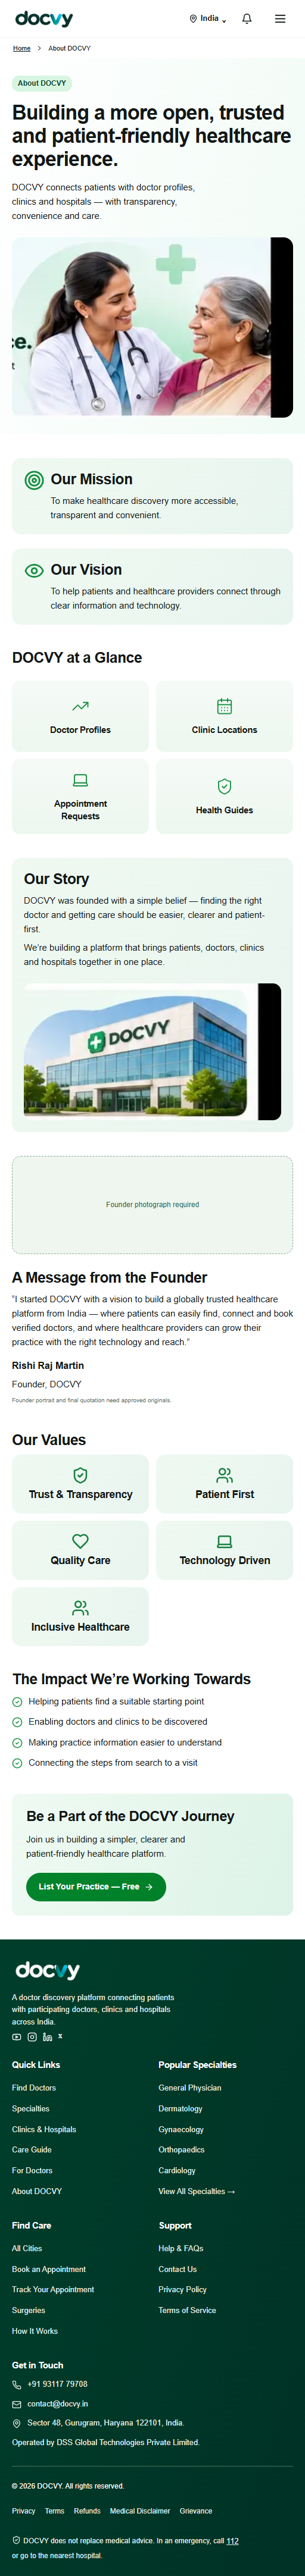 docvy
India
Home > About DOCVY
About DOCVY
Building a more open, trusted
and patient-friendly healthcare
experience.
DOCVY connects patients with doctor profiles,
clinics and hospitals — with transparency,
convenience and care.
ce.
t
Our Mission
To make healthcare discovery more accessible,
transparent and convenient.
Our Vision
To help patients and healthcare providers connect through
clear information and technology.
DOCVY at a Glance
Doctor Profiles
Clinic Locations
Appointment
Requests
Health Guides
Our Story
DOCVY was founded with a simple belief — finding the right
doctor and getting care should be easier, clearer and patient-
first.
We're building a platform that brings patients, doctors, clinics
and hospitals together in one place.
DOCVY
Founder photograph required
A Message from the Founder
"I started DOCVY with a vision to build a globally trusted healthcare
platform from India — where patients can easily find, connect and book
verified doctors, and where healthcare providers can grow their
practice with the right technology and reach."
Rishi Raj Martin
Founder, DOCVY
Founder portrait and final quotation need approved originals.
Our Values
Trust & Transparency
Patient First
Quality Care
Technology Driven
Inclusive Healthcare
The Impact We're Working Towards
Helping patients find a suitable starting point
Enabling doctors and clinics to be discovered
Making practice information easier to understand
Connecting the steps from search to a visit
Be a Part of the DOCVY Journey
Join us in building a simpler, clearer and
patient-friendly healthcare platform.
List Your Practice — Free →
docvy
A doctor discovery platform connecting patients
with participating doctors, clinics and hospitals
across India.
X
Quick Links
Find Doctors
Specialties
Clinics & Hospitals
Care Guide
For Doctors
About DOCVY
Popular Specialties
General Physician
Dermatology
Gynaecology
Orthopaedics
Cardiology
View All Specialties →
Find Care
All Cities
Book an Appointment
Track Your Appointment
Surgeries
How It Works
Support
Help & FAQs
Contact Us
Privacy Policy
Terms of Service
Get in Touch
+91 93117 79708
contact@docvy.in
Sector 48, Gurugram, Haryana 122101, India.
Operated by DSS Global Technologies Private Limited.
© 2026 DOCVY. All rights reserved.
Privacy Terms Refunds Medical Disclaimer Grievance
DOCVY does not replace medical advice. In an emergency, call 112
or go to the nearest hospital.